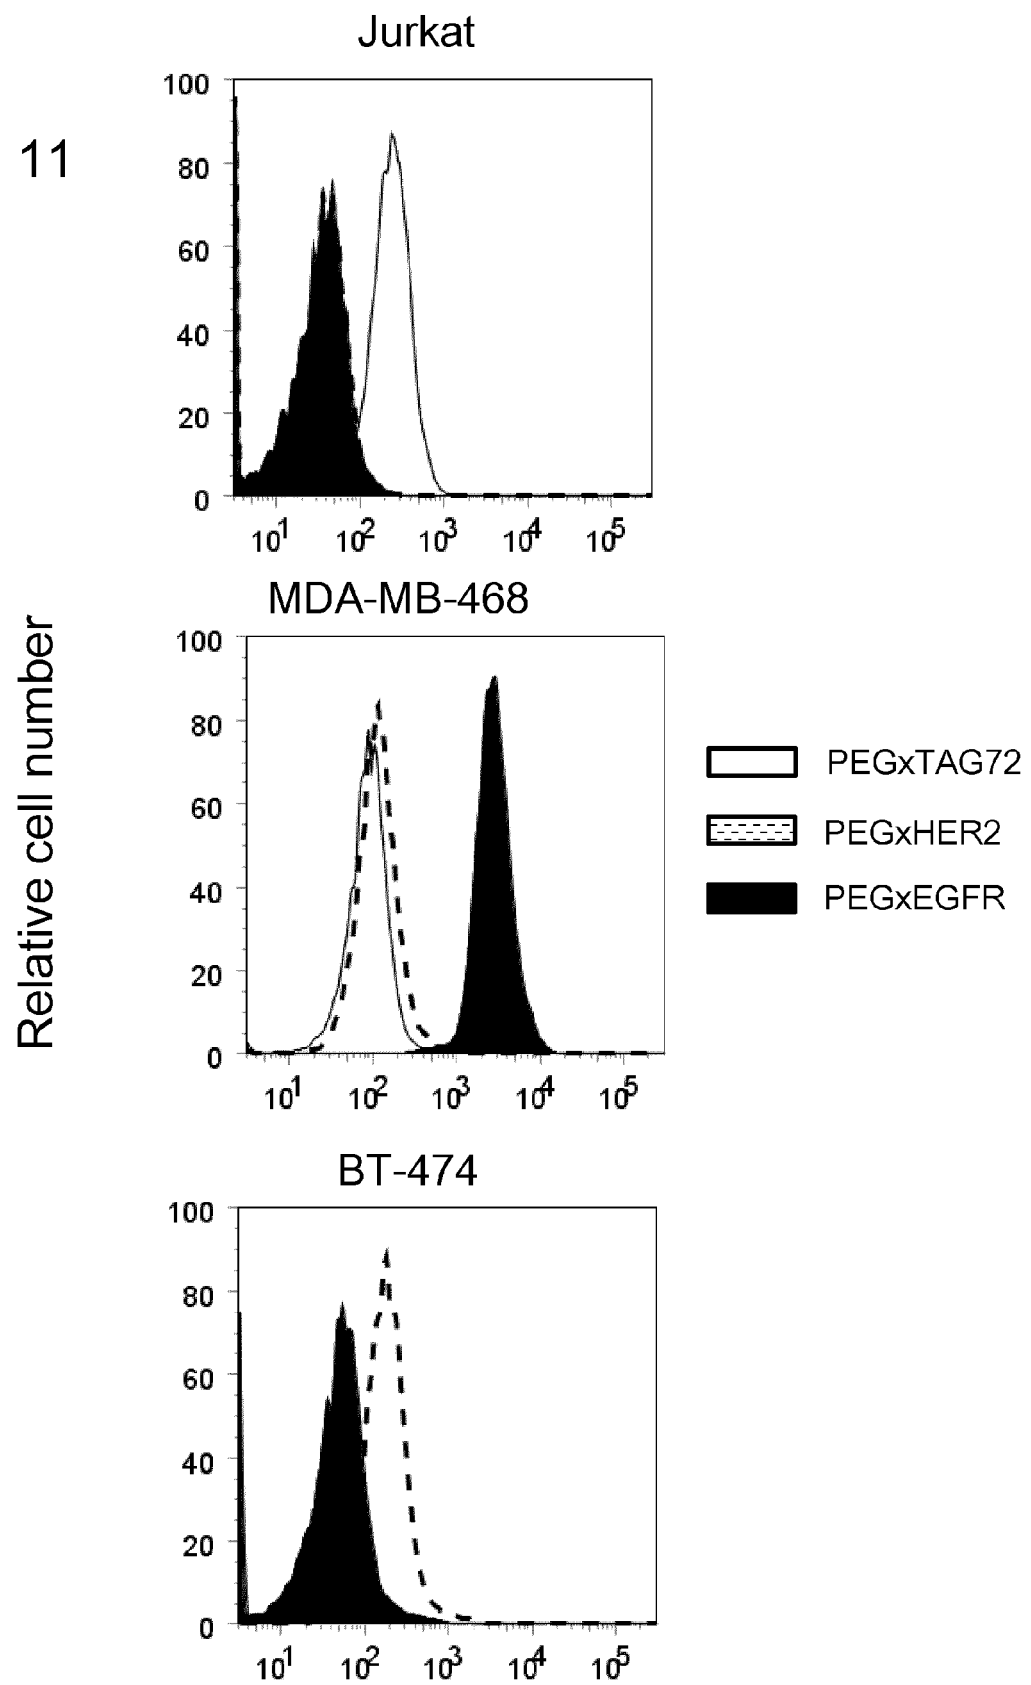 Jurkat
11
100
80
60
40
20
0
10¹ 10² 10³ 10⁴ 10⁵
MDA-MB-468
Relative cell number
100
80
60
40
20
0
10¹ 10² 10³ 10⁴ 10⁵
PEGxTAG72
PEGxHER2
PEGxEGFR
BT-474
100
80
60
40
20
0
10¹ 10² 10³ 10⁴ 10⁵